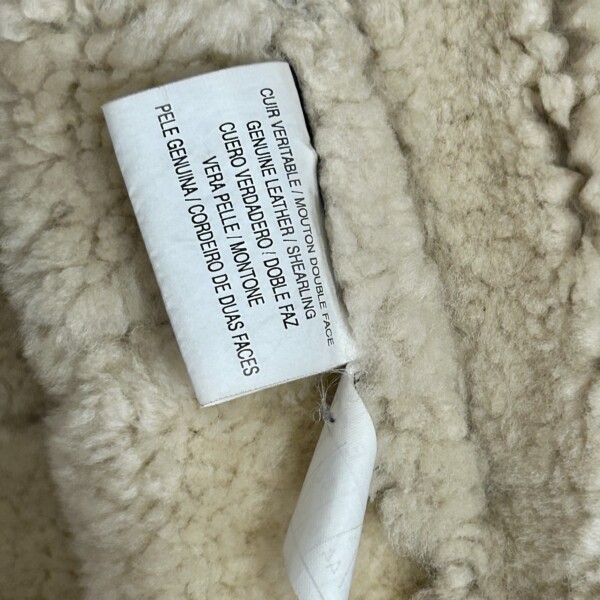 CUIR VERITABLE / MOUTON DOUBLE FACE
GENUINE LEATHER / SHEARLING
CUERO VERDADERO / DOBLE FAZ
VERA PELLE / MONTONE
PELE GENUINA / CORDEIRO DE DUAS FACES